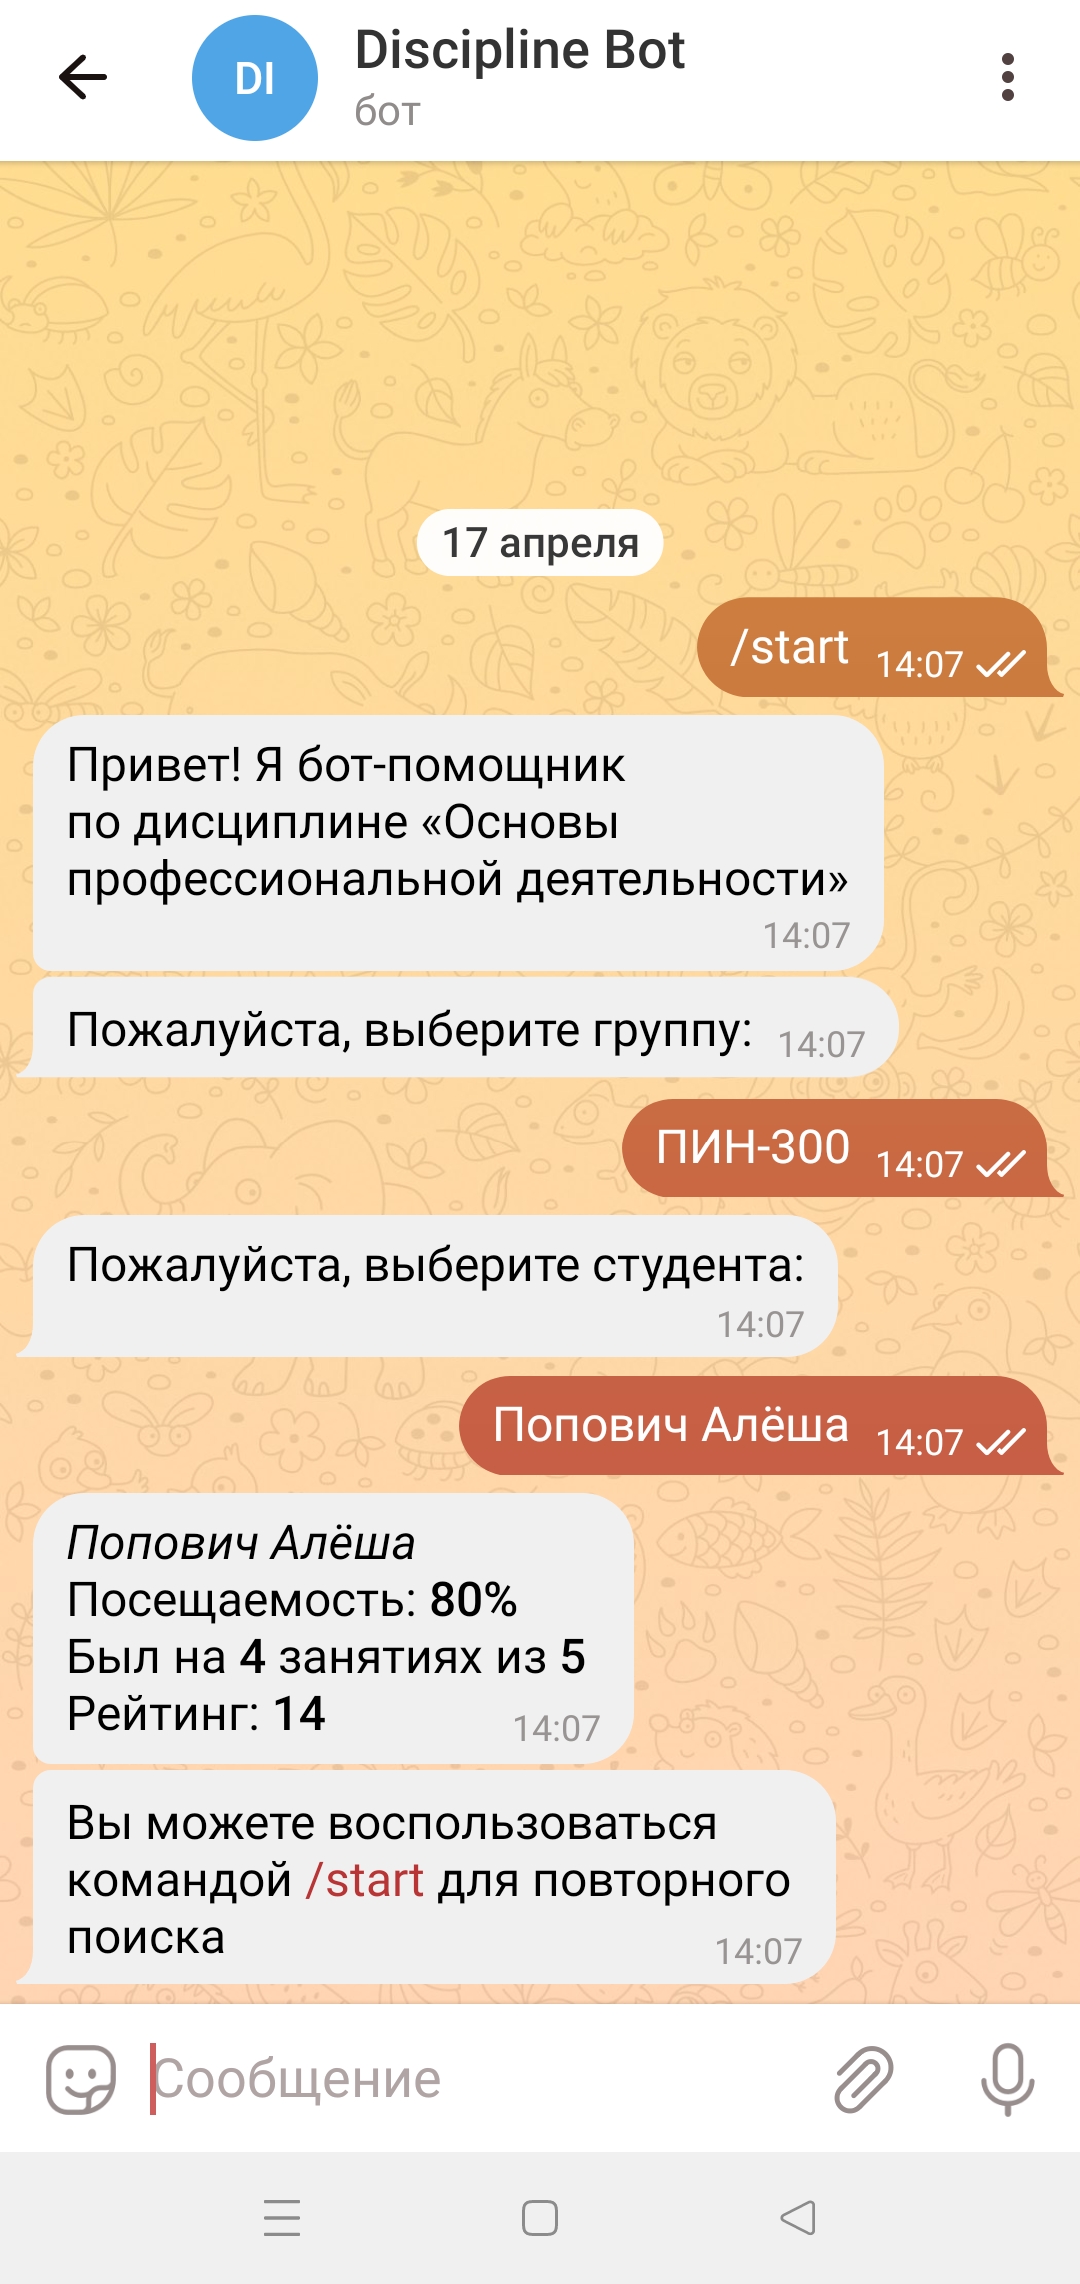 DI
Discipline Bot
бот
17 апреля
/start 14:07
Привет! Я бот-помощник
по дисциплине «Основы
профессиональной деятельности»
14:07
Пожалуйста, выберите группу: 14:07
ПИН-300 14:07
Пожалуйста, выберите студента:
14:07
Попович Алёша 14:07
Попович Алёша
Посещаемость: 80%
Был на 4 занятиях из 5
Рейтинг: 14 14:07
Вы можете воспользоваться
командой /start для повторного
поиска 14:07
Сообщение